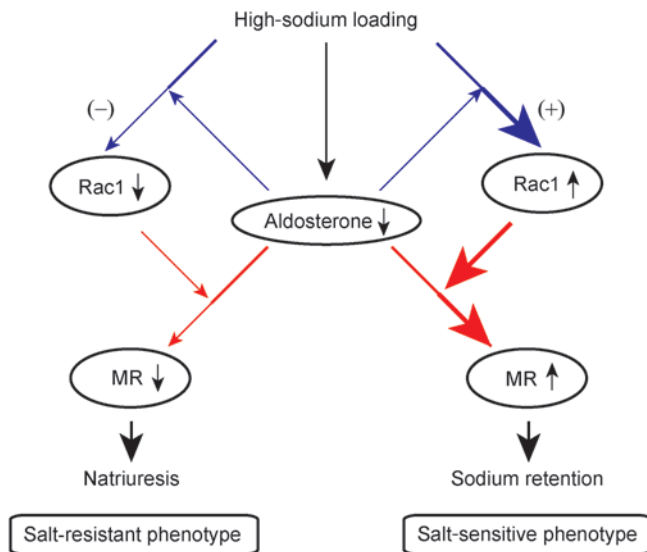 High-sodium loading
(−)
(+)
Rac1 ↓
Rac1 ↑
Aldosterone ↓
MR ↓
MR ↑
Natriuresis
Sodium retention
Salt-resistant phenotype
Salt-sensitive phenotype